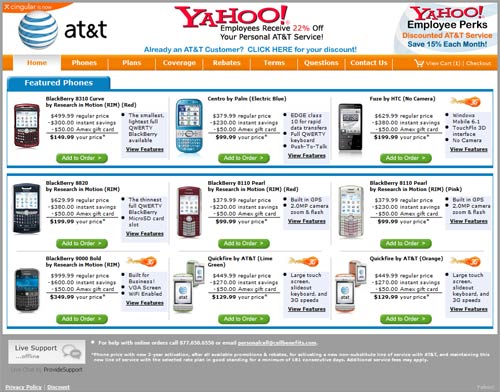 cingular is now
at&t
YAHOO!
Employees Receive 22% Off
Your Personal AT&T Service!
Already an AT&T Customer? CLICK HERE for your discount!
YAHOO!
Employee Perks
Discounted AT&T Service
Save 15% Each Month!
Home Phones Plans Coverage Rebates Terms Questions Contact Us View Cart (1) | Checkout
Featured Phones
BlackBerry 8310 Curve
by Research in Motion (RIM) (Red)
$499.99 regular price
-$300.00 instant savings
-$50.00 Amex gift card
$149.99 your price*
The smallest,
lightest full
QWERTY
BlackBerry
available
View Features
Add to Order >
Centro by Palm (Electric Blue)
$379.99 regular price
-$230.00 instant savings
-$50.00 Amex gift card
$99.99 your price*
EDGE class
10 for rapid
data transfers
Full QWERTY
keyboard
Push-To-Talk
View Features
Add to Order >
Fuze by HTC (No Camera)
$629.99 regular price
-$380.00 instant savings
-$50.00 Amex gift card
$199.99 your price*
Windows
Mobile 6.1
TouchFlo 3D
interface
No Camera
View Features
Add to Order >
BlackBerry 8820
by Research in Motion (RIM)
$629.99 regular price
-$380.00 instant savings
-$50.00 Amex gift card
$199.99 your price*
The thinnest
full QWERTY
BlackBerry
MicroSD card
slot
View Features
Add to Order >
BlackBerry 8110 Pearl
by Research in Motion (RIM) (Red)
$379.99 regular price
-$230.00 instant savings
-$50.00 Amex gift card
$99.99 your price*
Built in GPS
2.0MP camera
zoom & flash
View Features
Add to Order >
BlackBerry 8110 Pearl
by Research in Motion (RIM) (Pink)
$379.99 regular price
-$230.00 instant savings
-$50.00 Amex gift card
$99.99 your price*
Built in GPS
2.0MP camera
zoom & flash
View Features
Add to Order >
BlackBerry 9000 Bold
by Research in Motion (RIM)
$999.99 regular price
-$600.00 instant savings
-$50.00 Amex gift card
$349.99 your price*
Built for
Business!
VGA Screen
WiFi Enabled
View Features
Add to Order >
Quickfire by AT&T (Lime
Green)
$449.99 regular price
-$270.00 instant savings
-$50.00 Amex gift card
$129.99 your price*
Large touch
screen,
slideout
keyboard,
and 3G
speeds
View Features
Add to Order >
Quickfire by AT&T (Orange)
$449.99 regular price
-$270.00 instant savings
-$50.00 Amex gift card
$129.99 your price*
Large touch
screen,
slideout
keyboard,
and 3G
speeds
View Features
Add to Order >
Live Support
...offline
Live Chat by ProvideSupport
For help with online orders call 877.650.6556 or email personalcell@callbenefits.com.
*Phone price with new 2-year activation, after all available promotions & rebates, for activating a new non-substitute line of service with AT&T, and maintaining this
new line of service with the selected rate plan in good standing for a minimum of 181 consecutive days. Additional service fees may apply.
Privacy Policy | Discount
Yahoo!